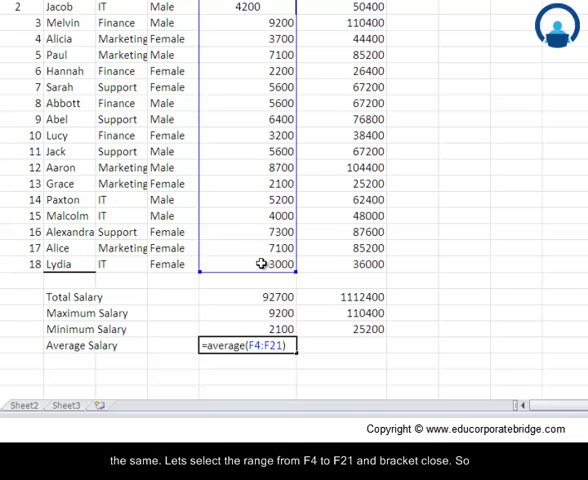 2 Jacob IT Male 4200 50400
3 Melvin Finance Male 9200 110400
4 Alicia Marketing Female 3700 44400
5 Paul Marketing Male 7100 85200
6 Hannah Finance Female 2200 26400
7 Sarah Support Female 5600 67200
8 Abbott Finance Male 5600 67200
9 Abel Support Male 6400 76800
10 Lucy Finance Female 3200 38400
11 Jack Support Male 5600 67200
12 Aaron Marketing Male 8700 104400
13 Grace Marketing Female 2100 25200
14 Paxton IT Male 5200 62400
15 Malcolm IT Male 4000 48000
16 Alexandra Support Female 7300 87600
17 Alice Marketing Female 7100 85200
18 Lydia IT Female 3000 36000
Total Salary 92700 1112400
Maximum Salary 9200 110400
Minimum Salary 2100 25200
Average Salary =average(F4:F21)
Sheet2 Sheet3
Copyright © www.educorporatebridge.com
the same. Lets select the range from F4 to F21 and bracket close. So